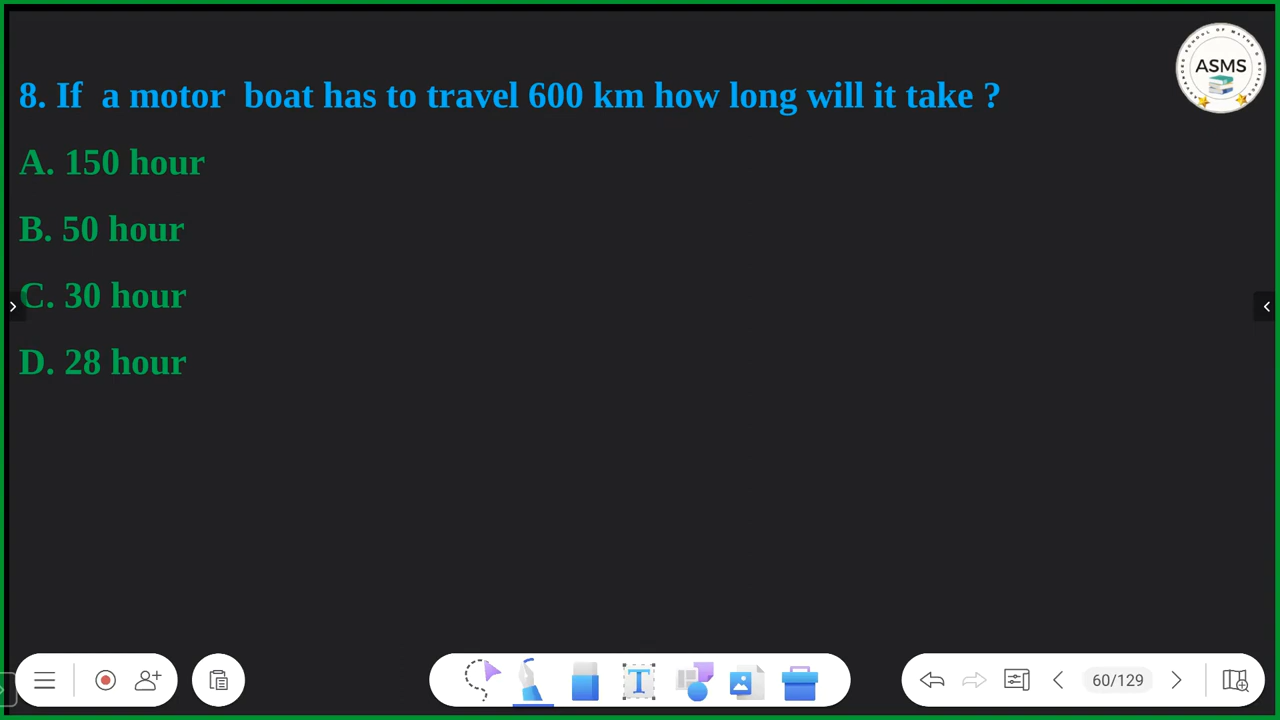 8. If a motor boat has to travel 600 km how long will it take ?
A. 150 hour
B. 50 hour
C. 30 hour
D. 28 hour
ASMS
60/129